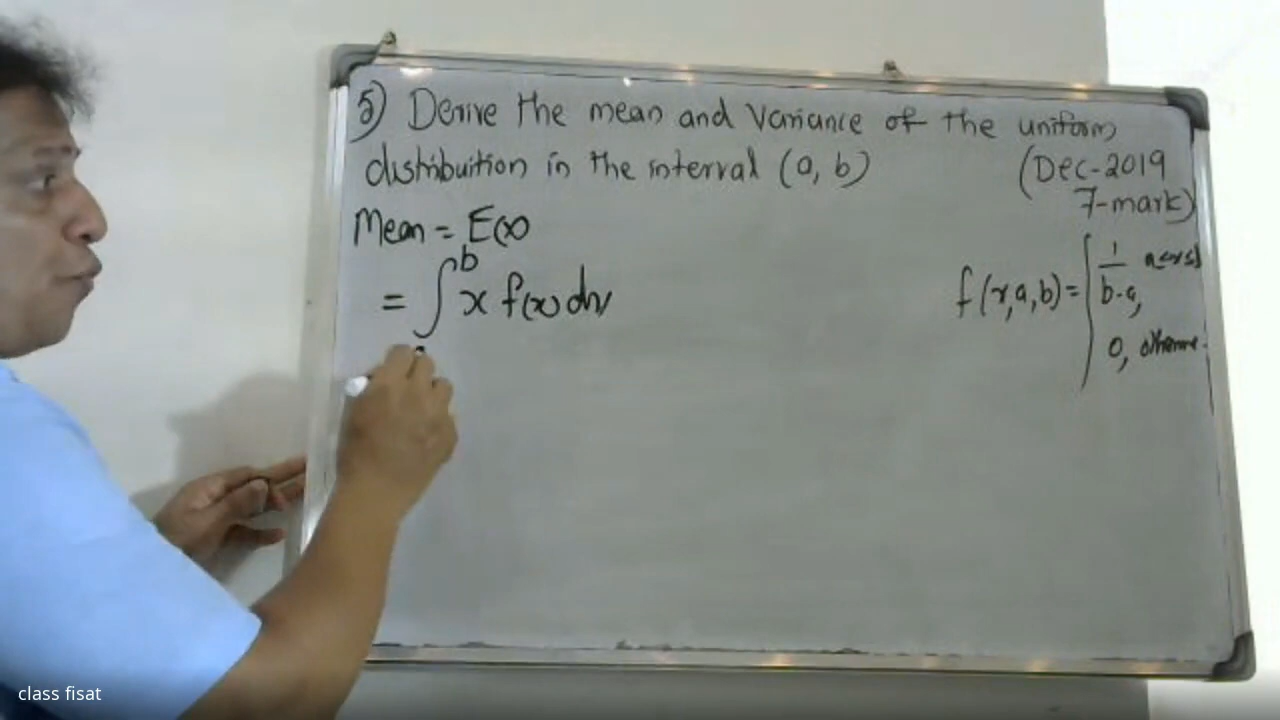 5) Derive the mean and variance of the uniform
distribuition in the interval (a, b) (Dec-2019
7-mark)
Mean = E(x)
= ∫ b x f(x) dx
f(x,a,b) = { 1/b-a, a≤x≤b
0, otherwise.
class fisat